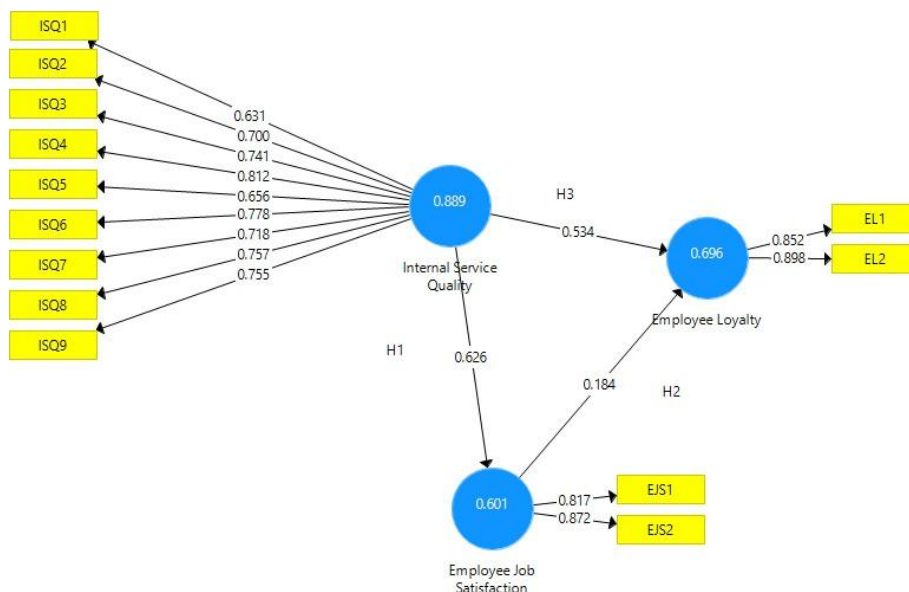 ISQ1
ISQ2
ISQ3
ISQ4
ISQ5
ISQ6
ISQ7
ISQ8
ISQ9
0.631
0.700
0.741
0.812
0.656
0.778
0.718
0.757
0.755
0.889
Internal Service
Quality
H3
0.534
0.696
Employee Loyalty
0.852
0.898
EL1
EL2
H1
0.626
0.184
H2
0.601
Employee Job
Satisfaction
0.817
0.872
EJS1
EJS2